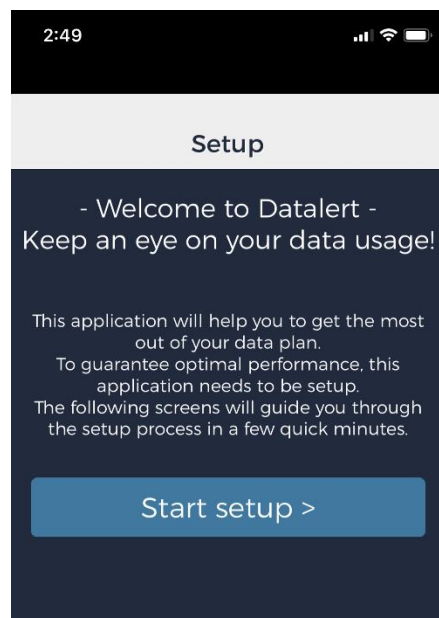 2:49
Setup
- Welcome to Datalert -
Keep an eye on your data usage!
This application will help you to get the most
out of your data plan.
To guarantee optimal performance, this
application needs to be setup.
The following screens will guide you through
the setup process in a few quick minutes.
Start setup >